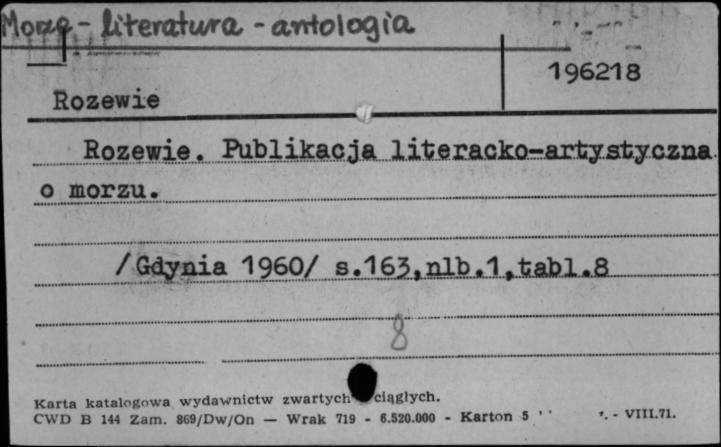 Morze - literatura - antologia
196218
Rozewie
Rozewie. Publikacja literacko-artystyczna
o morzu.
/Gdynia 1960/ s.163,nlb.1,tabl.8
8
Karta katalogowa wydawnictw zwartych ciągłych.
CWD B 144 Zam. 869/Dw/On — Wrak 719 - 6.520.000 - Karton 5 - VIII.71.